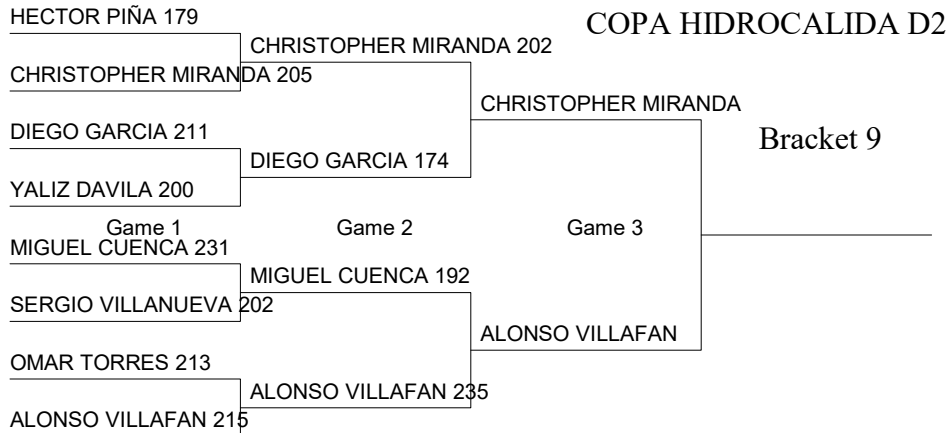 HECTOR PIÑA 179
COPA HIDROCALIDA D2
CHRISTOPHER MIRANDA 202
CHRISTOPHER MIRANDA 205
CHRISTOPHER MIRANDA
DIEGO GARCIA 211
Bracket 9
DIEGO GARCIA 174
YALIZ DAVILA 200
Game 1
Game 2
Game 3
MIGUEL CUENCA 231
MIGUEL CUENCA 192
SERGIO VILLANUEVA 202
ALONSO VILLAFAN
OMAR TORRES 213
ALONSO VILLAFAN 235
ALONSO VILLAFAN 215